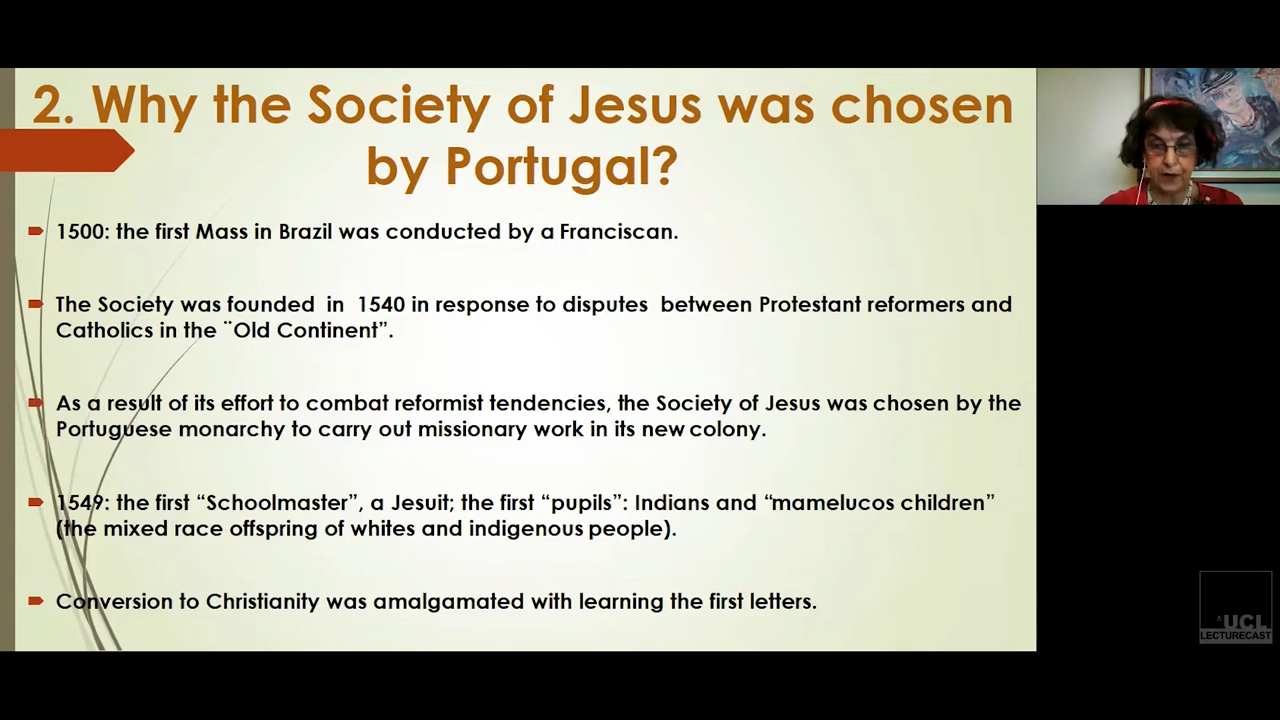 2. Why the Society of Jesus was chosen
by Portugal?
1500: the first Mass in Brazil was conducted by a Franciscan.
The Society was founded in 1540 in response to disputes between Protestant reformers and
Catholics in the ¨Old Continent”.
As a result of its effort to combat reformist tendencies, the Society of Jesus was chosen by the
Portuguese monarchy to carry out missionary work in its new colony.
1549: the first “Schoolmaster”, a Jesuit; the first “pupils”: Indians and “mamelucos children”
(the mixed race offspring of whites and indigenous people).
Conversion to Christianity was amalgamated with learning the first letters.
UCL
LECTURECAST